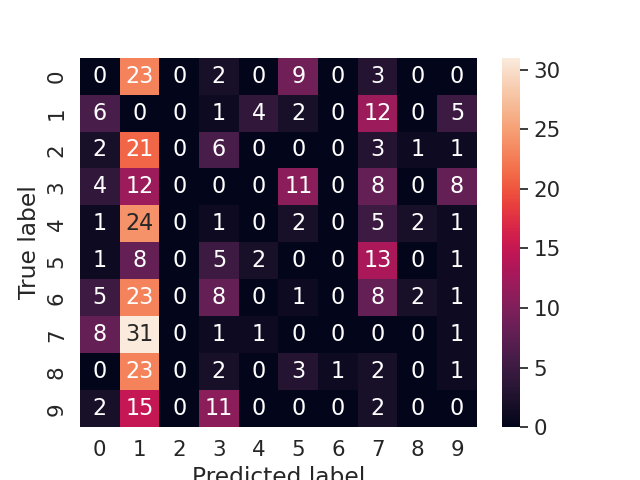 0 0 23 0 2 0 9 0 3 0 0
1 6 0 0 1 4 2 0 12 0 5
2 2 21 0 6 0 0 0 3 1 1
3 4 12 0 0 0 11 0 8 0 8
4 1 24 0 1 0 2 0 5 2 1
5 1 8 0 5 2 0 0 13 0 1
6 5 23 0 8 0 1 0 8 2 1
7 8 31 0 1 1 0 0 0 0 1
8 0 23 0 2 0 3 1 2 0 1
9 2 15 0 11 0 0 0 2 0 0
0 1 2 3 4 5 6 7 8 9
Predicted label
True label
30
25
20
15
10
5
0